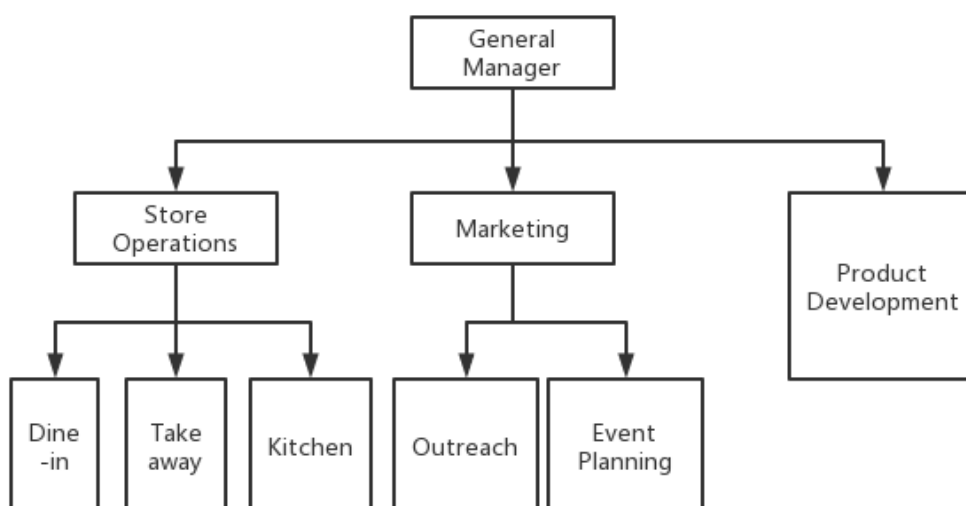 General
Manager
Store
Operations
Marketing
Product
Development
Dine
-in
Take
away
Kitchen
Outreach
Event
Planning